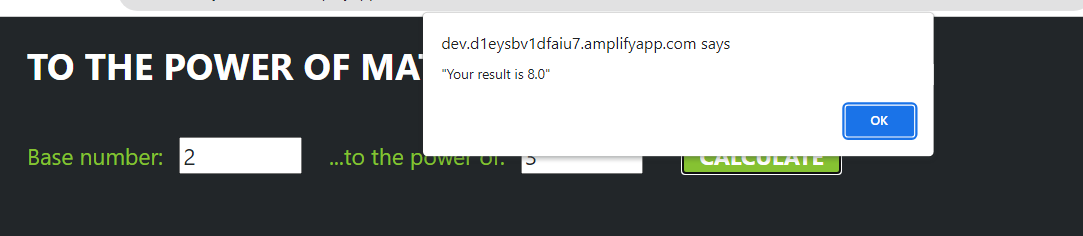 dev.d1eysbv1dfaiu7.amplifyapp.com says
"Your result is 8.0"
OK
TO THE POWER OF MAT
Base number: 2 ...to the power of: 3 CALCULATE